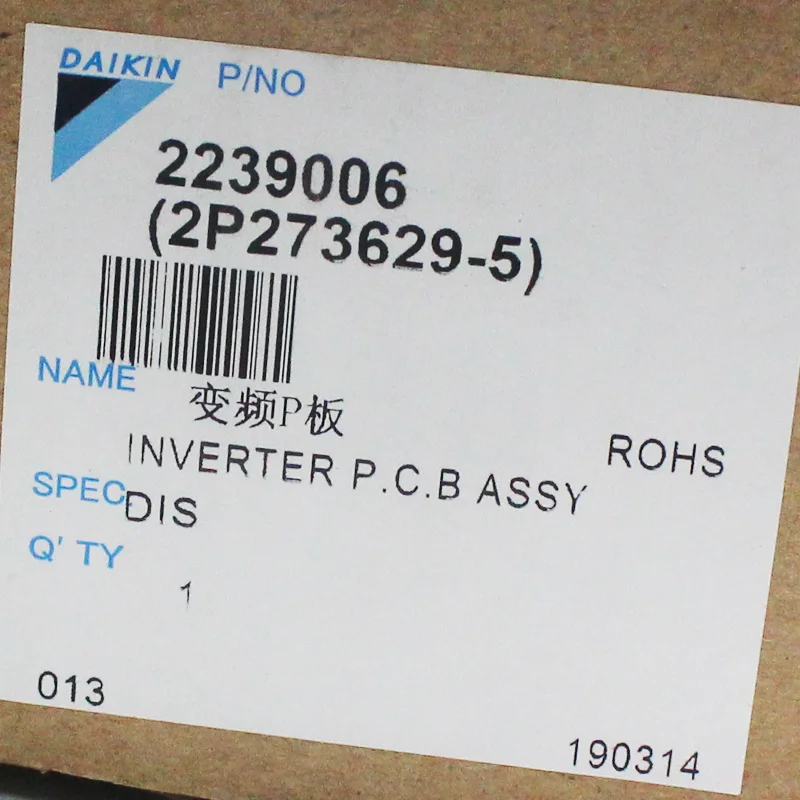 DAIKIN P/NO
2239006
(2P273629-5)
NAME
变频P板
INVERTER P.C.B ASSY ROHS
SPEC DIS
Q' TY
1
013
190314